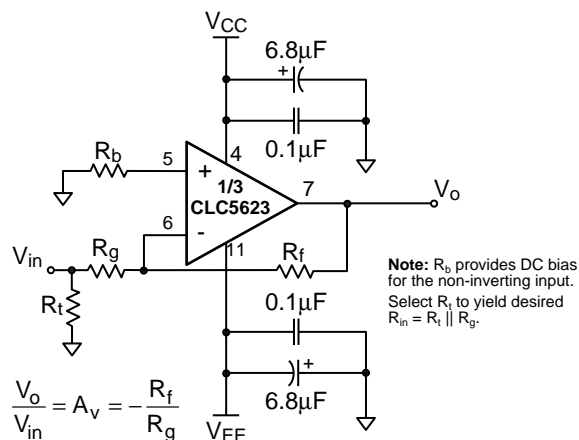 VCC
6.8μF
+
0.1μF
Rb
5
+
4
1/3
CLC5623
7
Vo
6
-
11
Vin
Rg
Rf
Rt
Note: Rb provides DC bias
for the non-inverting input.
Select Rt to yield desired
Rin = Rt || Rg.
0.1μF
+
6.8μF
VEE
Vo/Vin = Av = −Rf/Rg